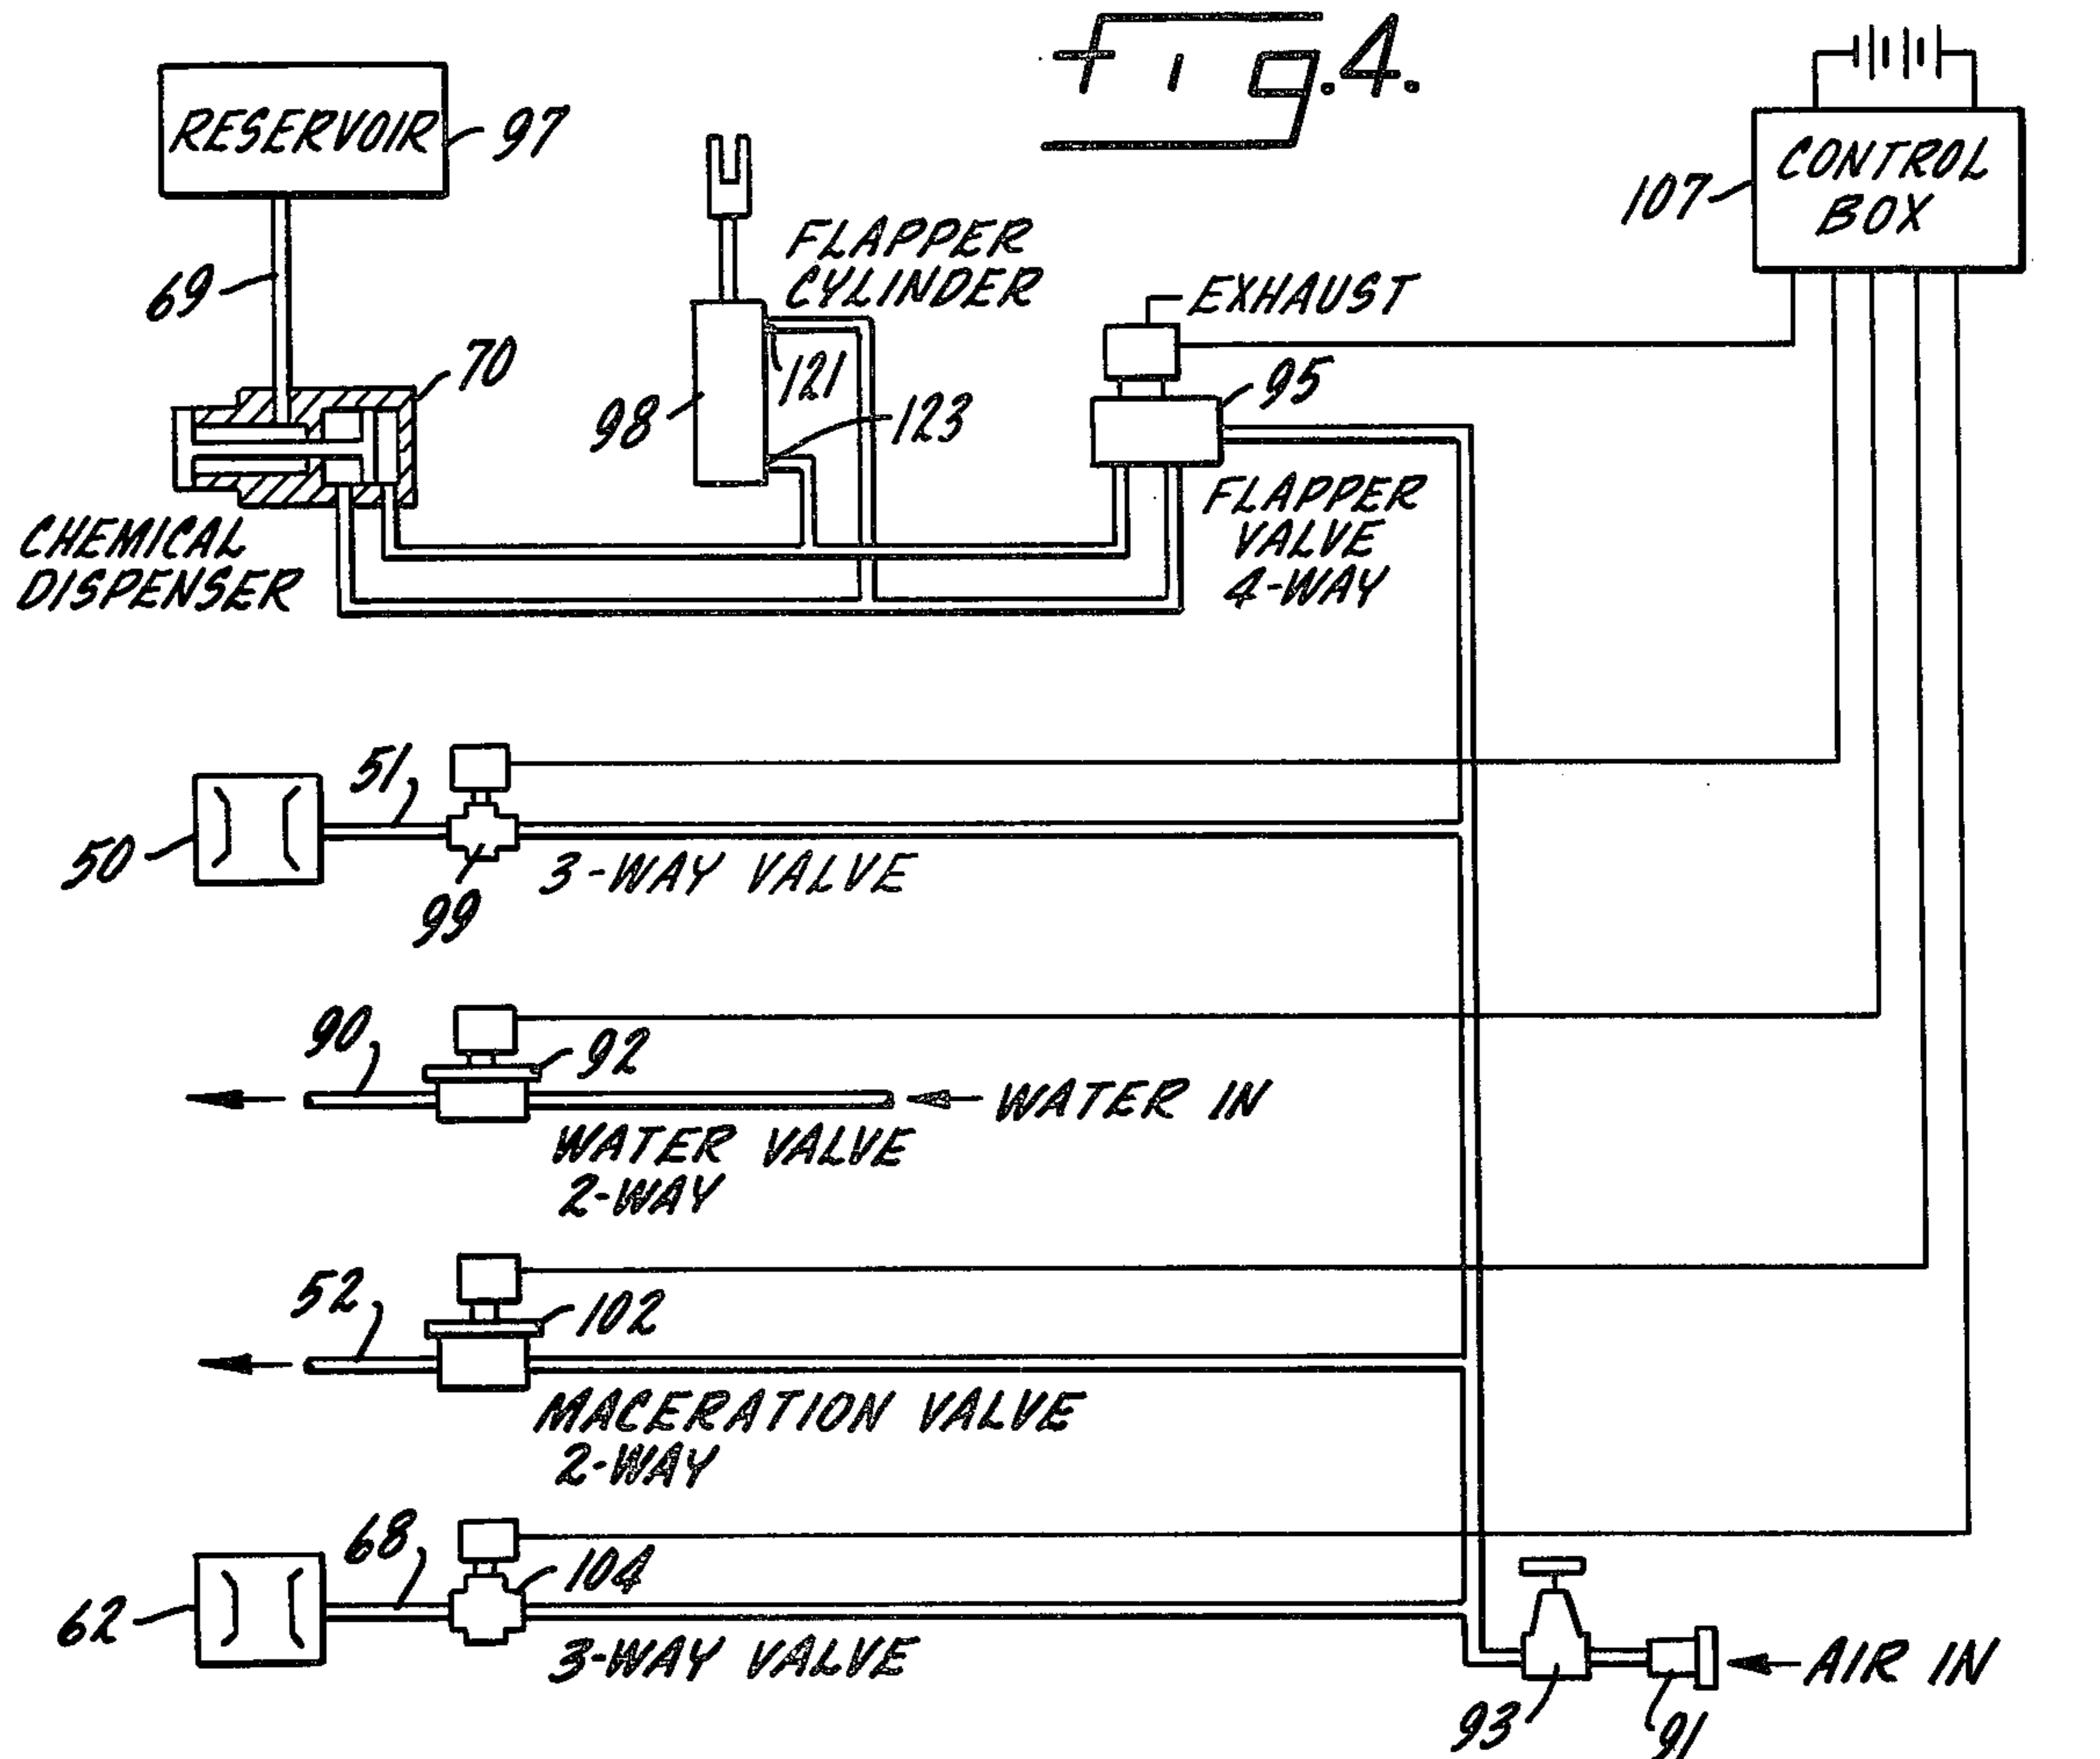 Fig. 4.
RESERVOIR
97
69
70
CHEMICAL
DISPENSER
FLAPPER
CYLINDER
121
98
123
EXHAUST
95
FLAPPER
VALVE
4-WAY
107
CONTROL
BOX
51
50
99
3-WAY VALVE
90
92
WATER IN
WATER VALVE
2-WAY
52
102
MACERATION VALVE
2-WAY
68
104
62
3-WAY VALVE
93
91
AIR IN